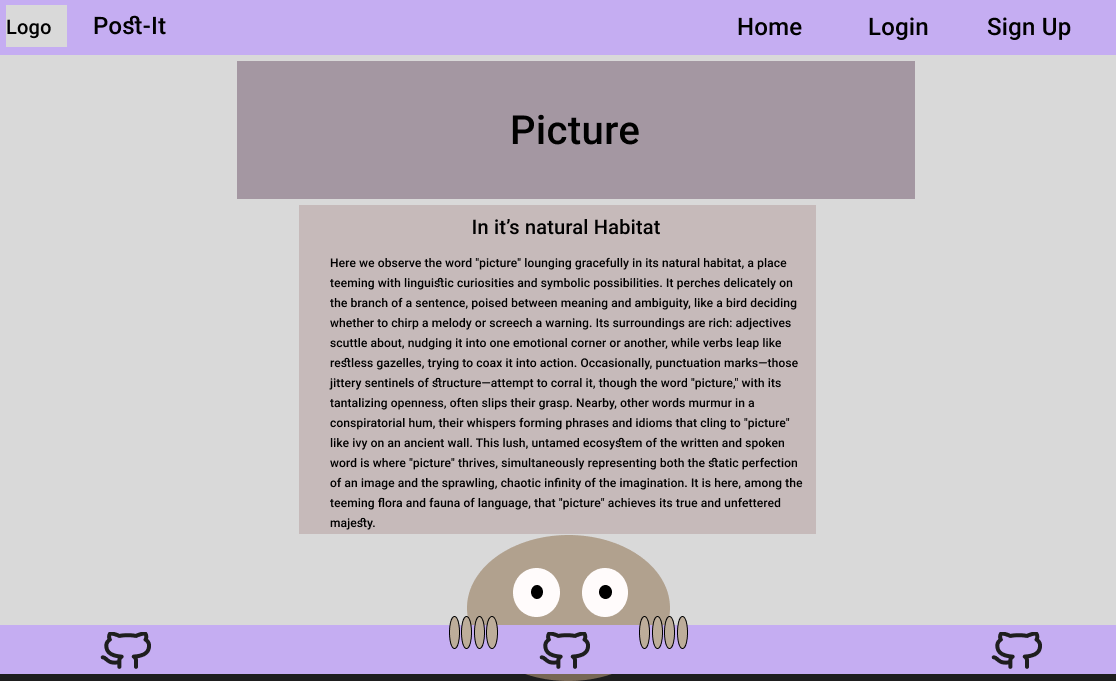 Logo
Post-It
Home
Login
Sign Up
Picture
In it's natural Habitat
Here we observe the word "picture" lounging gracefully in its natural habitat, a place
teeming with linguistic curiosities and symbolic possibilities. It perches delicately on
the branch of a sentence, poised between meaning and ambiguity, like a bird deciding
whether to chirp a melody or screech a warning. Its surroundings are rich: adjectives
scuttle about, nudging it into one emotional corner or another, while verbs leap like
restless gazelles, trying to coax it into action. Occasionally, punctuation marks—those
jittery sentinels of structure—attempt to corral it, though the word "picture," with its
tantalizing openness, often slips their grasp. Nearby, other words murmur in a
conspiratorial hum, their whispers forming phrases and idioms that cling to "picture"
like ivy on an ancient wall. This lush, untamed ecosystem of the written and spoken
word is where "picture" thrives, simultaneously representing both the static perfection
of an image and the sprawling, chaotic infinity of the imagination. It is here, among the
teeming flora and fauna of language, that "picture" achieves its true and unfettered
majesty.